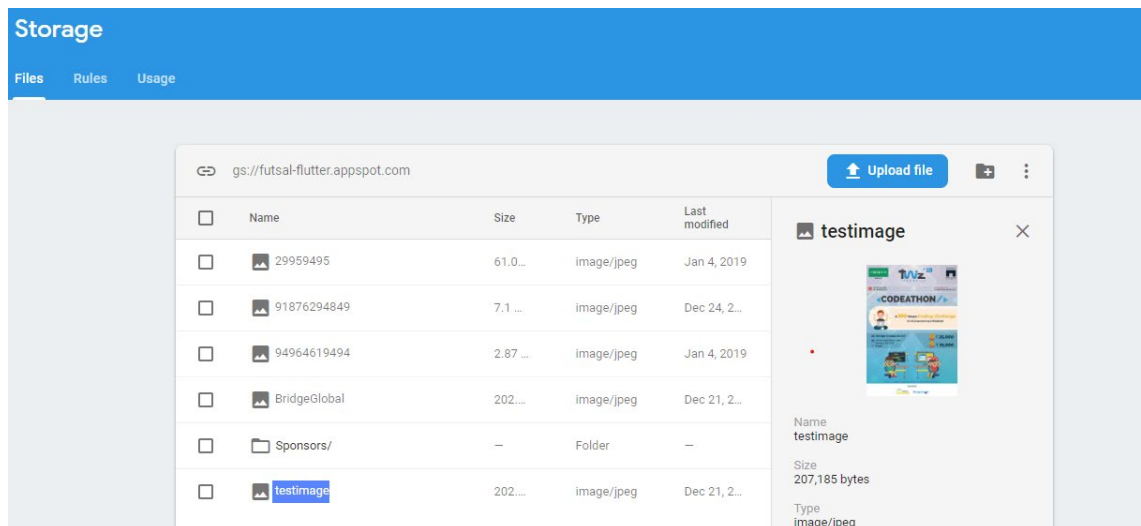 Storage
Files Rules Usage
gs://futsal-flutter.appspot.com Upload file
Name Size Type Last modified
29959495 61.0... image/jpeg Jan 4, 2019
91876294849 7.1 ... image/jpeg Dec 24, 2...
94964619494 2.87 ... image/jpeg Jan 4, 2019
BridgeGlobal 202.... image/jpeg Dec 21, 2...
Sponsors/ — Folder —
testimage 202.... image/jpeg Dec 21, 2...
testimage
<CODEATHON/>
Name
testimage
Size
207,185 bytes
Type
image/jpeg